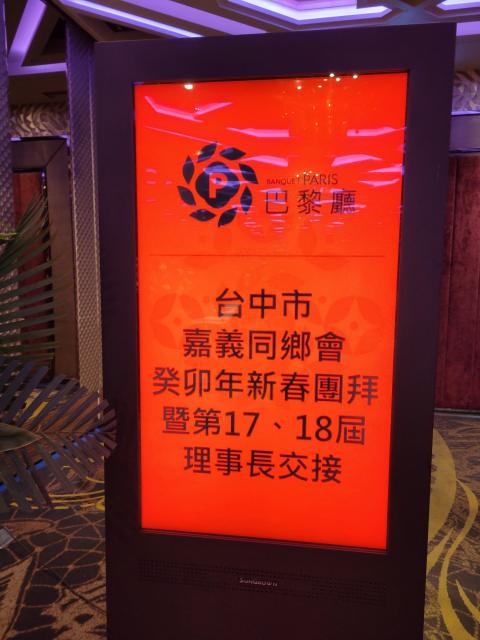 P
BANQUET PARIS
巴黎廳
台中市
嘉義同鄉會
癸卯年新春團拜
暨第17、18屆
理事長交接
SUNGROWN